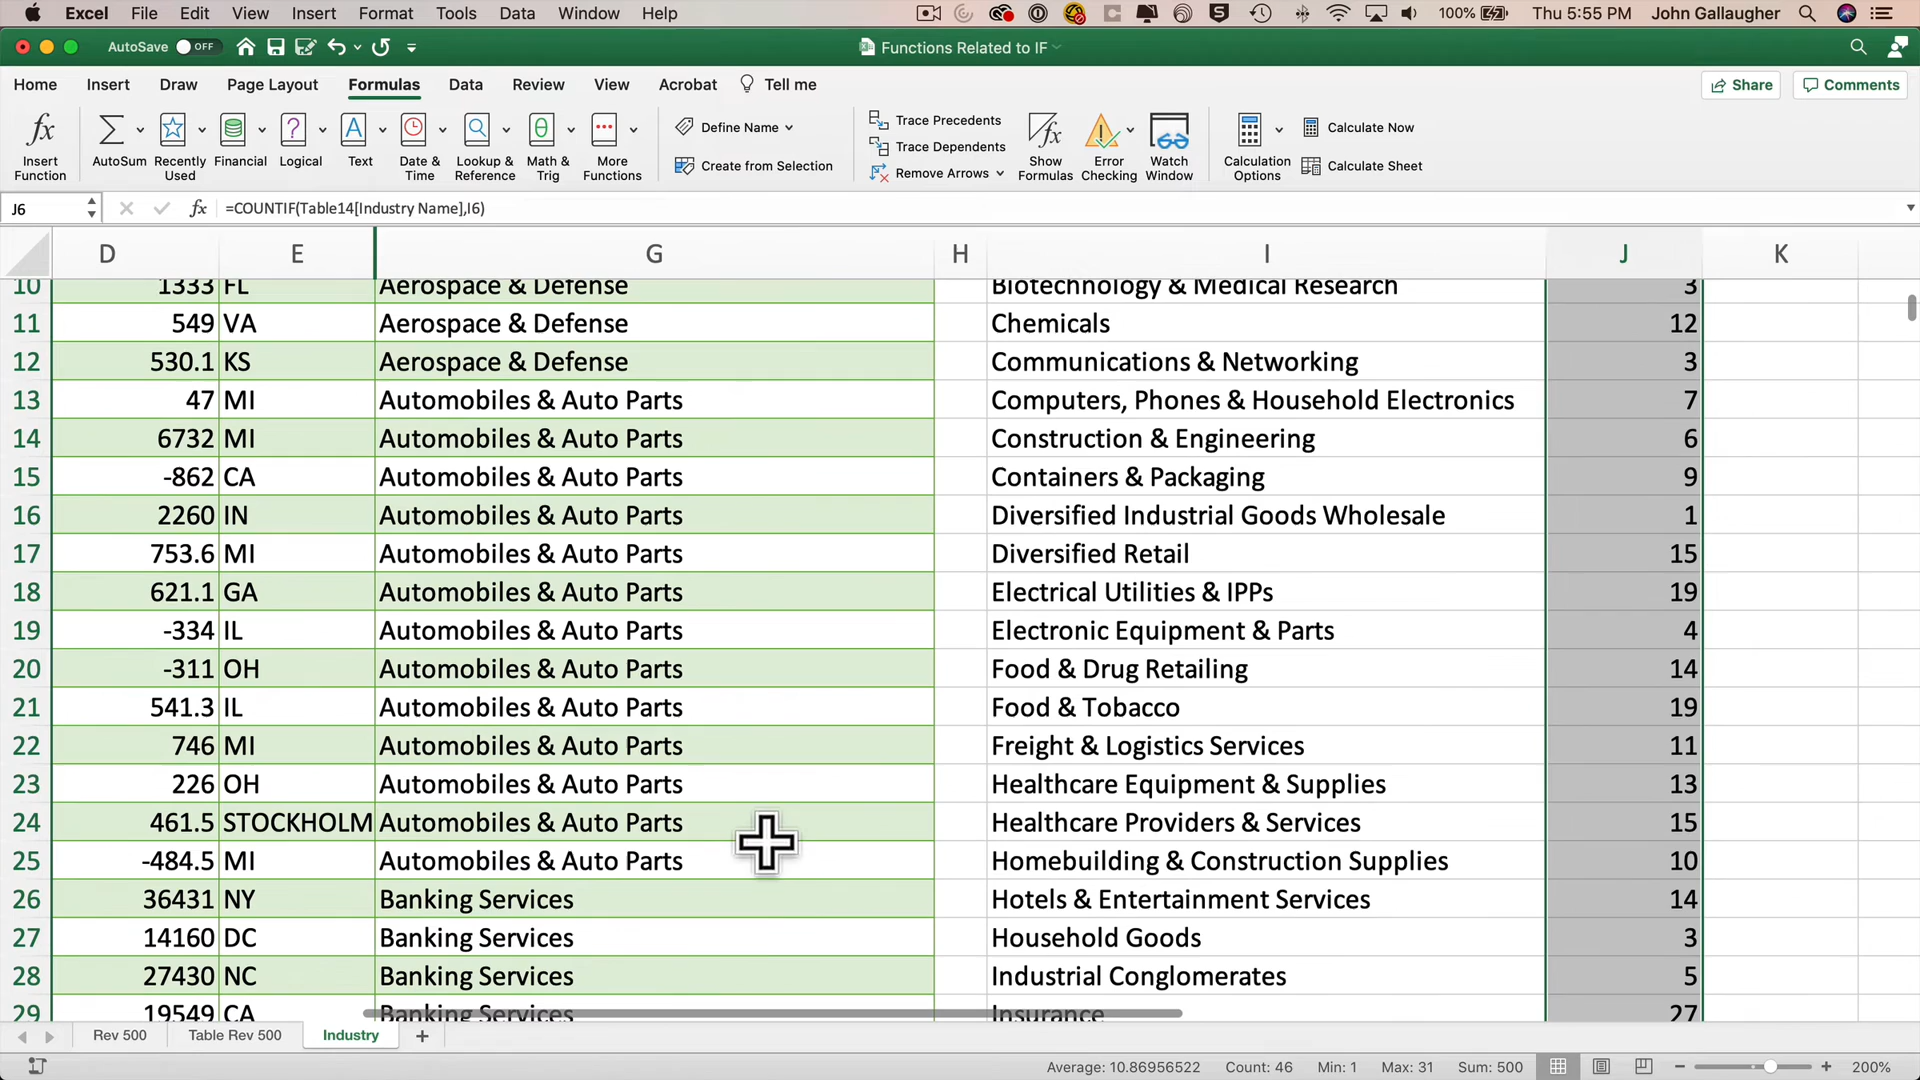 Excel File Edit View Insert Format Tools Data Window Help 100% Thu 5:55 PM John Gallaugher
AutoSave OFF Functions Related to IF
Home Insert Draw Page Layout Formulas Data Review View Acrobat Tell me Share Comments
Insert Function AutoSum Recently Used Financial Logical Text Date & Time Lookup & Reference Math & Trig More Functions Define Name Create from Selection Trace Precedents Trace Dependents Remove Arrows Show Formulas Error Checking Watch Window Calculation Options Calculate Now Calculate Sheet
J6 fx =COUNTIF(Table14[Industry Name],I6)
D E G H I J K
10 1333 FL Aerospace & Defense Biotechnology & Medical Research 3
11 549 VA Aerospace & Defense Chemicals 12
12 530.1 KS Aerospace & Defense Communications & Networking 3
13 47 MI Automobiles & Auto Parts Computers, Phones & Household Electronics 7
14 6732 MI Automobiles & Auto Parts Construction & Engineering 6
15 -862 CA Automobiles & Auto Parts Containers & Packaging 9
16 2260 IN Automobiles & Auto Parts Diversified Industrial Goods Wholesale 1
17 753.6 MI Automobiles & Auto Parts Diversified Retail 15
18 621.1 GA Automobiles & Auto Parts Electrical Utilities & IPPs 19
19 -334 IL Automobiles & Auto Parts Electronic Equipment & Parts 4
20 -311 OH Automobiles & Auto Parts Food & Drug Retailing 14
21 541.3 IL Automobiles & Auto Parts Food & Tobacco 19
22 746 MI Automobiles & Auto Parts Freight & Logistics Services 11
23 226 OH Automobiles & Auto Parts Healthcare Equipment & Supplies 13
24 461.5 STOCKHOLM Automobiles & Auto Parts Healthcare Providers & Services 15
25 -484.5 MI Automobiles & Auto Parts Homebuilding & Construction Supplies 10
26 36431 NY Banking Services Hotels & Entertainment Services 14
27 14160 DC Banking Services Household Goods 3
28 27430 NC Banking Services Industrial Conglomerates 5
29 19549 CA Banking Services Insurance 27
Rev 500 Table Rev 500 Industry +
Average: 10.86956522 Count: 46 Min: 1 Max: 31 Sum: 500 200%